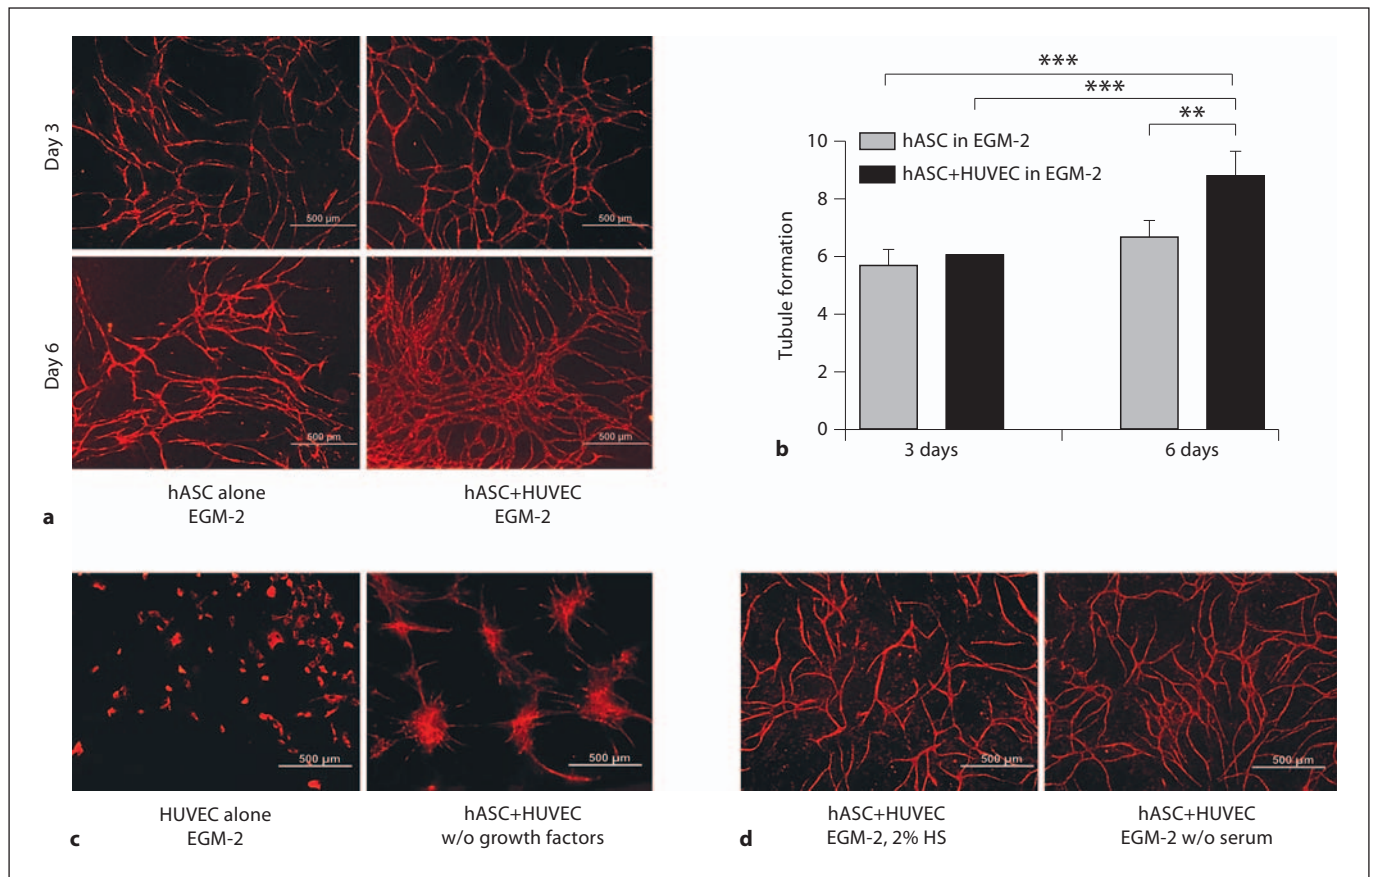 Day 3
500 µm
500 µm
Day 6
500 µm
500 µm
hASC alone
EGM-2
hASC+HUVEC
EGM-2
a
***
***
**
hASC in EGM-2
hASC+HUVEC in EGM-2
Tubule formation
10
8
6
4
2
0
3 days
6 days
b
500 µm
500 µm
HUVEC alone
EGM-2
hASC+HUVEC
w/o growth factors
c
500 µm
500 µm
hASC+HUVEC
EGM-2, 2% HS
hASC+HUVEC
EGM-2 w/o serum
d